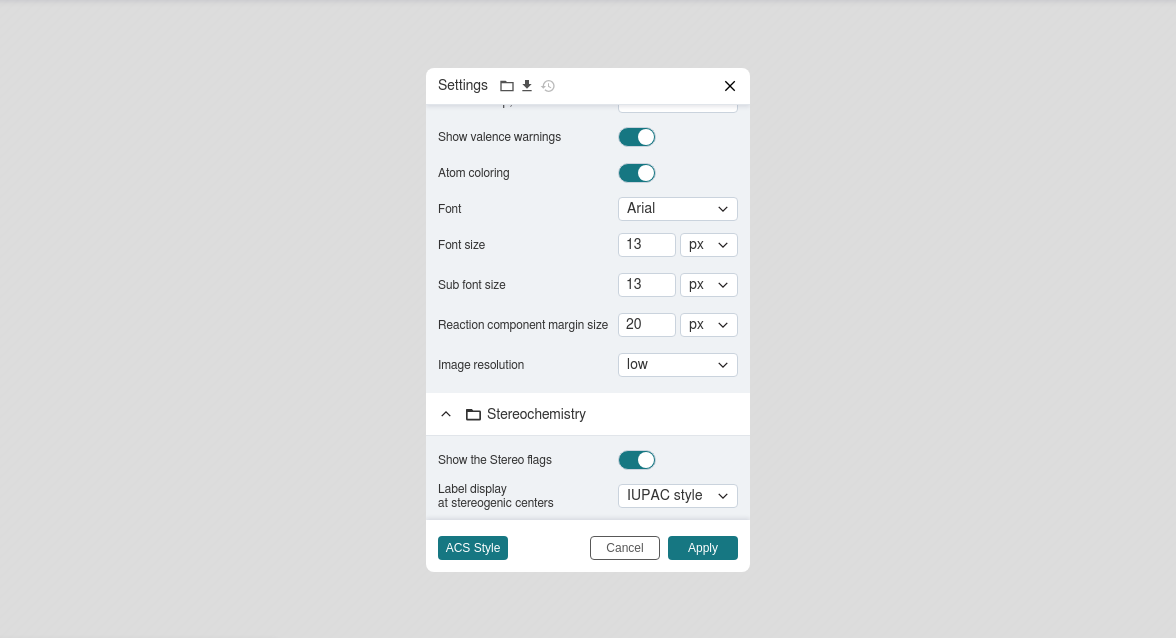 Settings
Show valence warnings
Atom coloring
Font
Arial
Font size
13
px
Sub font size
13
px
Reaction component margin size
20
px
Image resolution
low
Stereochemistry
Show the Stereo flags
Label display
at stereogenic centers
IUPAC style
ACS Style
Cancel
Apply